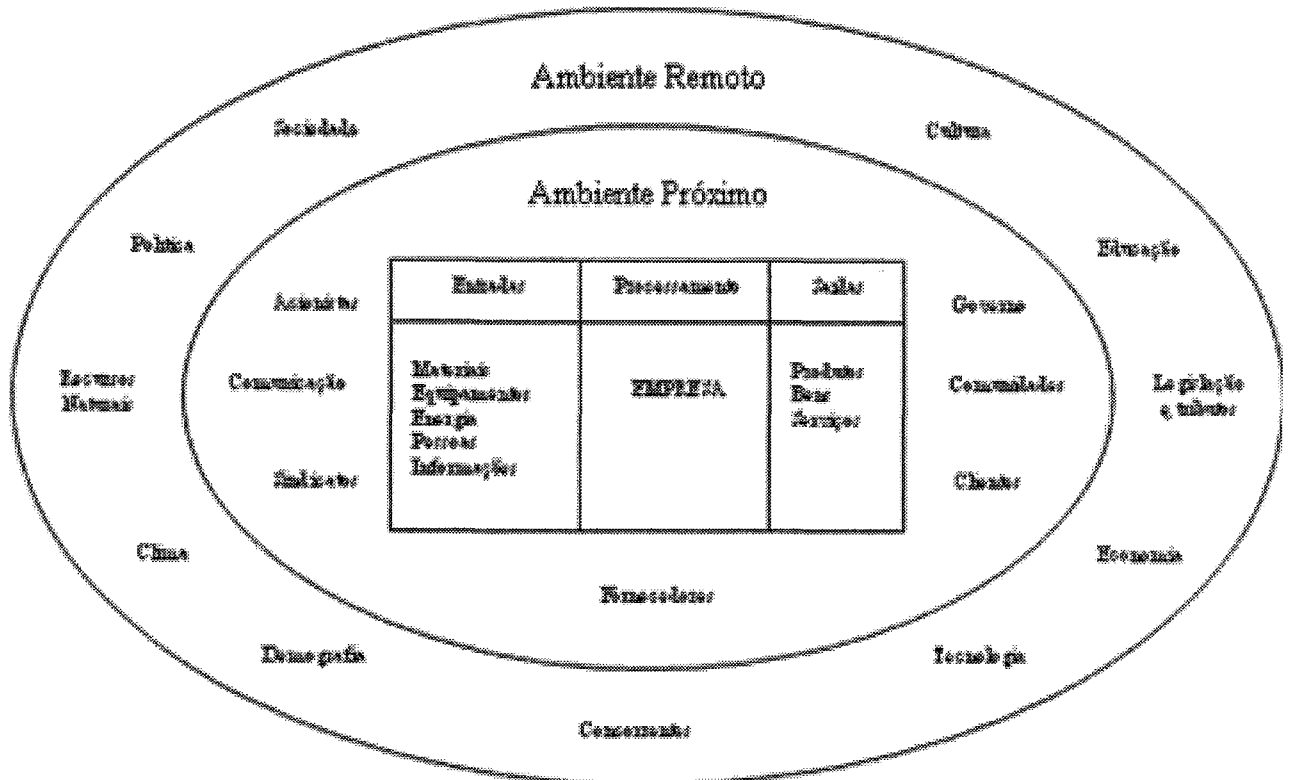 Ambiente Remoto
Sociedade
Cultura
Ambiente Próximo
Política
Educação
Entradas
Processamento
Saídas
Acionistas
Governo
Recursos
Naturais
Comunicação
Materiais
Equipamentos
Energia
Pessoas
Informações
EMPRESA
Produtos
Bens
Serviços
Comunidades
Legislação
e tributos
Sindicatos
Clientes
Clima
Economia
Fornecedores
Demografia
Tecnologia
Concorrentes